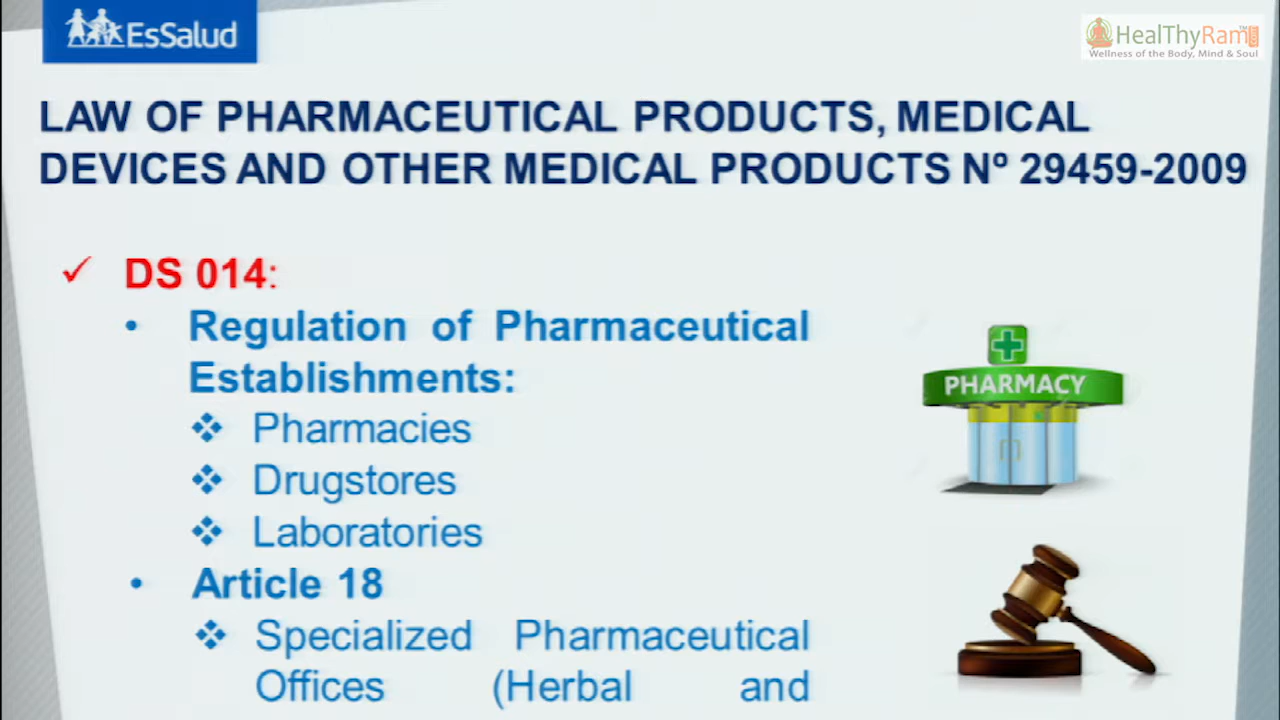 EsSalud
HealThyRam
Wellness of the Body, Mind & Soul
LAW OF PHARMACEUTICAL PRODUCTS, MEDICAL
DEVICES AND OTHER MEDICAL PRODUCTS Nº 29459-2009
✓ DS 014:
• Regulation of Pharmaceutical
Establishments:
❖ Pharmacies
❖ Drugstores
❖ Laboratories
• Article 18
❖ Specialized Pharmaceutical
Offices (Herbal and
PHARMACY